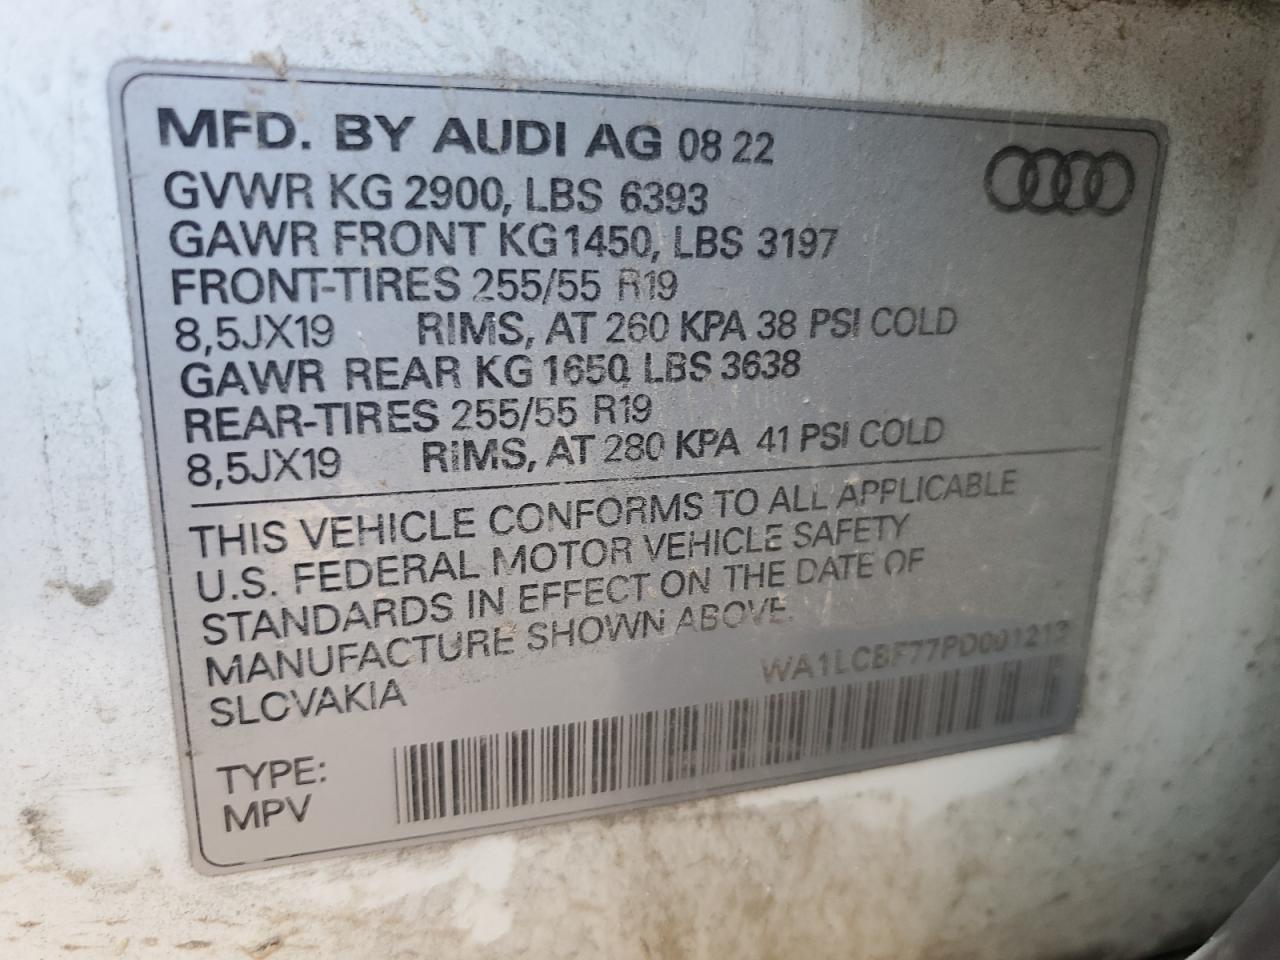 MFD. BY AUDI AG 08 22
GVWR KG 2900, LBS 6393
GAWR FRONT KG 1450, LBS 3197
FRONT-TIRES 255/55 R19
8,5JX19 RIMS, AT 260 KPA 38 PSI COLD
GAWR REAR KG 1650, LBS 3638
REAR-TIRES 255/55 R19
8,5JX19 RIMS, AT 280 KPA 41 PSI COLD
THIS VEHICLE CONFORMS TO ALL APPLICABLE
U.S. FEDERAL MOTOR VEHICLE SAFETY
STANDARDS IN EFFECT ON THE DATE OF
MANUFACTURE SHOWN ABOVE.
WA1LCBF77PD001213
SLOVAKIA
TYPE:
MPV